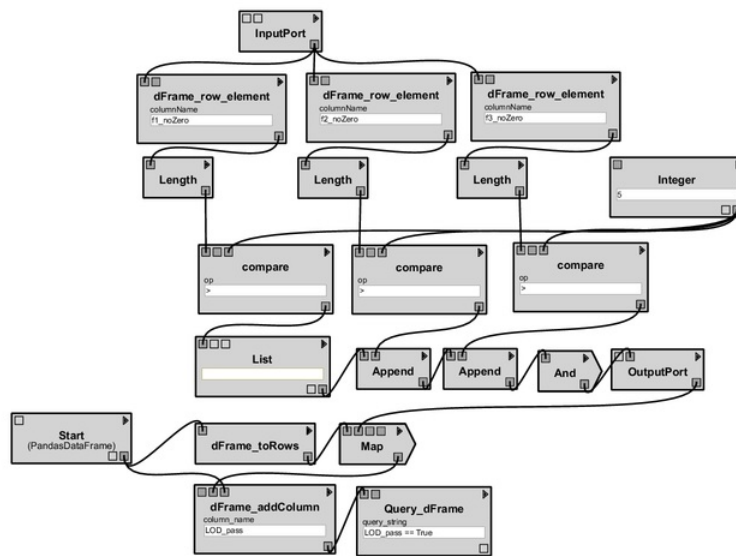 InputPort
dFrame_row_element
columnName
f1_noZero
dFrame_row_element
columnName
f2_noZero
dFrame_row_element
columnName
f3_noZero
Length
Length
Length
Integer
5
compare
op
>
compare
op
>
compare
op
>
List
Append
Append
And
OutputPort
Start
(PandasDataFrame)
dFrame_toRows
Map
dFrame_addColumn
column_name
LOD_pass
Query_dFrame
query_string
LOD_pass == True